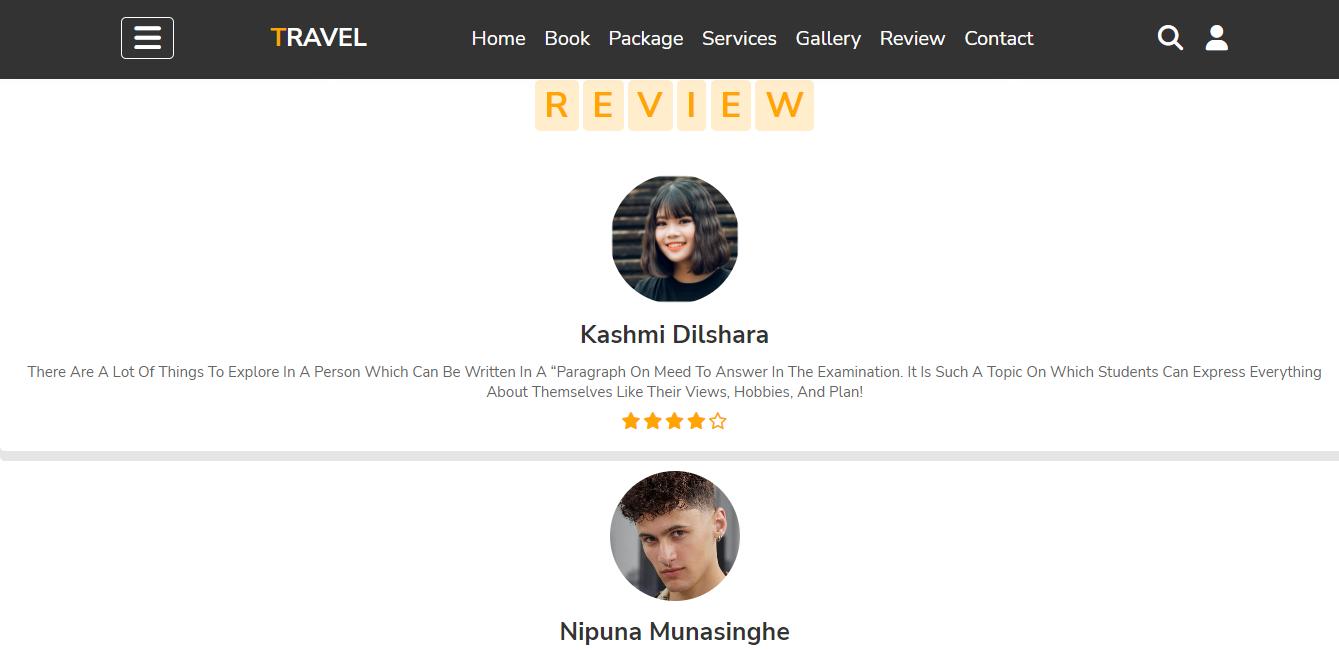 TRAVEL
Home Book Package Services Gallery Review Contact
REVIEW
Kashmi Dilshara
There Are A Lot Of Things To Explore In A Person Which Can Be Written In A “Paragraph On Meed To Answer In The Examination. It Is Such A Topic On Which Students Can Express Everything
About Themselves Like Their Views, Hobbies, And Plan!
Nipuna Munasinghe